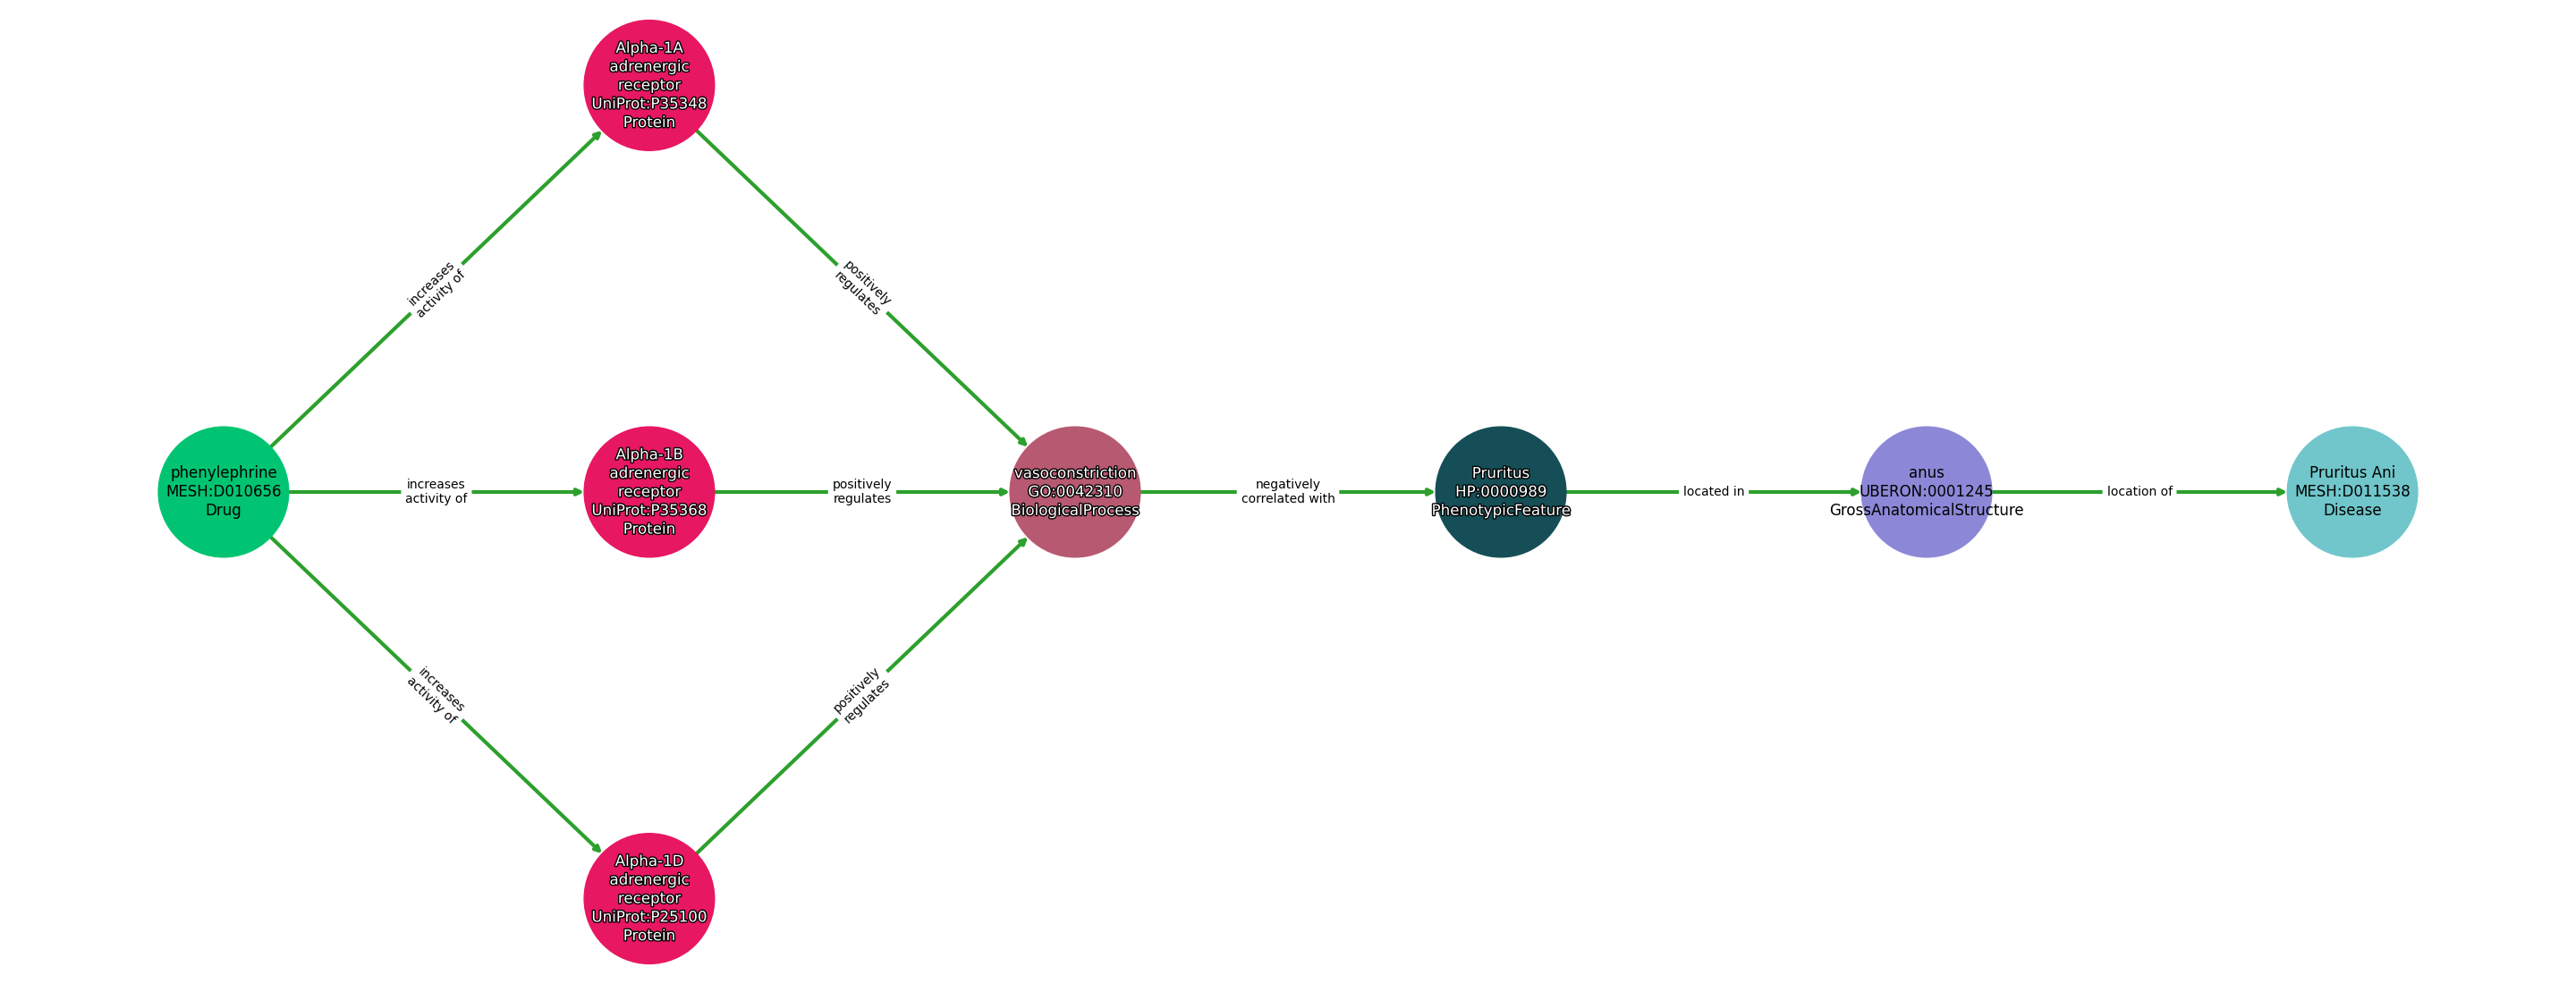 Alpha-1A
adrenergic
receptor
UniProt:P35348
Protein
increases
activity of
positively
regulates
phenylephrine
MESH:D010656
Drug
increases
activity of
Alpha-1B
adrenergic
receptor
UniProt:P35368
Protein
positively
regulates
vasoconstriction
GO:0042310
BiologicalProcess
negatively
correlated with
Pruritus
HP:0000989
PhenotypicFeature
located in
anus
UBERON:0001245
GrossAnatomicalStructure
location of
Pruritus Ani
MESH:D011538
Disease
increases
activity of
positively
regulates
Alpha-1D
adrenergic
receptor
UniProt:P25100
Protein